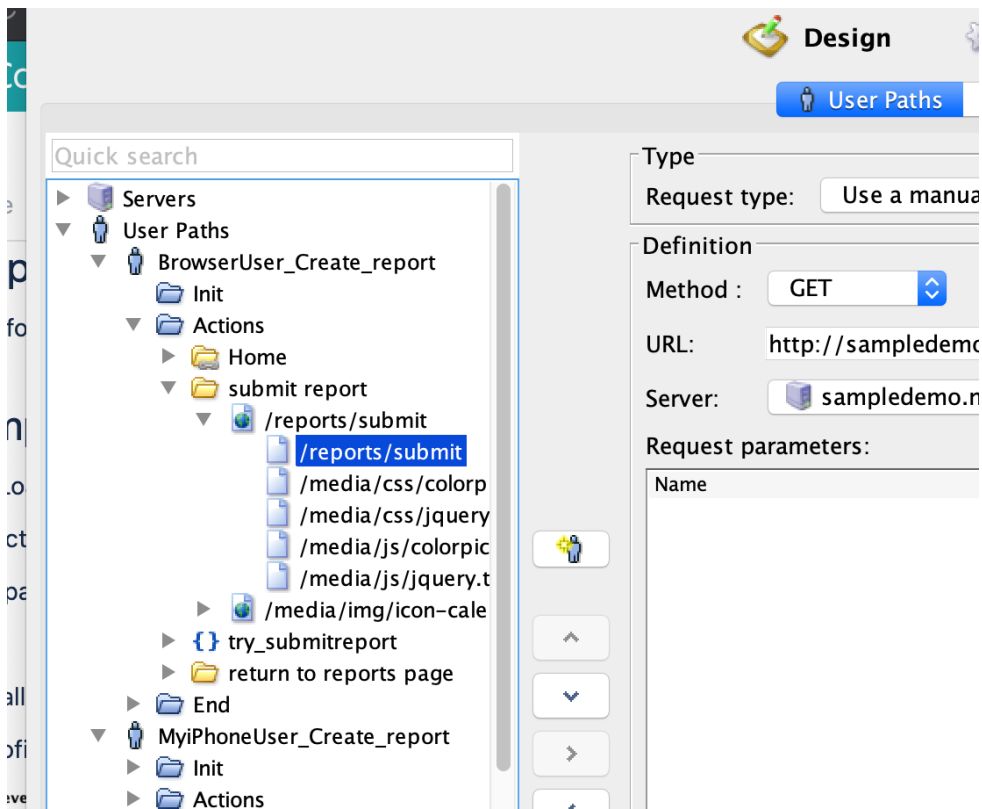 Design
User Paths
Quick search
Servers
User Paths
BrowserUser_Create_report
Init
Actions
Home
submit report
/reports/submit
/reports/submit
/media/css/colorp
/media/css/jquery
/media/js/colorpic
/media/js/jquery.t
/media/img/icon-cale
{} try_submitreport
return to reports page
End
MyiPhoneUser_Create_report
Init
Actions
Type
Request type: Use a manua
Definition
Method : GET
URL: http://sampledemo
Server: sampledemo.n
Request parameters:
Name